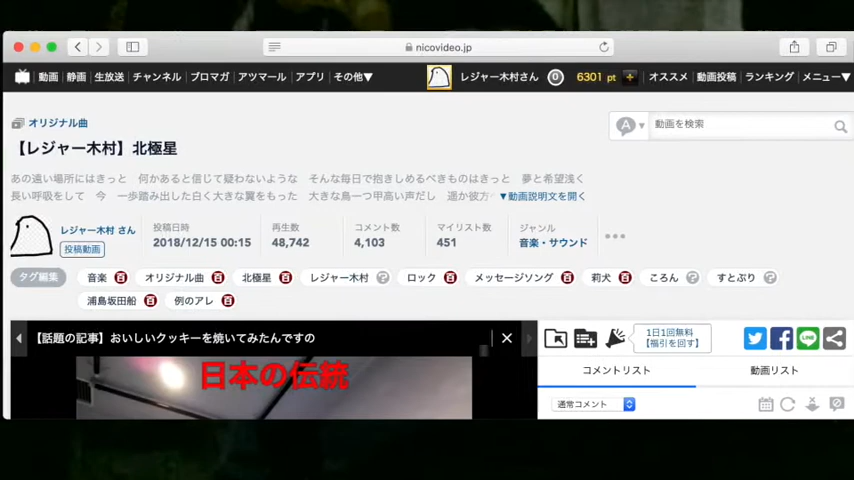 nicovideo.jp
動画 静画 生放送 チャンネル ブロマガ アツマール アプリ その他▼ レジャー木村さん 0 6301 pt + オススメ 動画投稿 ランキング メニュー▼
オリジナル曲
A▼ 動画を検索
【レジャー木村】北極星
あの遠い場所にはきっと 何かあると信じて疑わないような そんな毎日で抱きしめるべきものはきっと 夢と希望浅く
長い呼吸をして 今 一歩踏み出した白く大きな翼をもった 大きな鳥一つ甲高い声だし 遥か彼方 ▼動画説明文を開く
レジャー木村 さん
投稿動画
投稿日時
2018/12/15 00:15
再生数
48,742
コメント数
4,103
マイリスト数
451
ジャンル
音楽・サウンド
タグ編集 音楽 百 オリジナル曲 百 北極星 百 レジャー木村 ? ロック 百 メッセージソング 百 莉犬 百 ころん ? すとぷり ?
浦島坂田船 百 例のアレ 百
【話題の記事】おいしいクッキーを焼いてみたんですの
日本の伝統
1日1回無料
【福引を回す】
LINE
コメントリスト 動画リスト
通常コメント